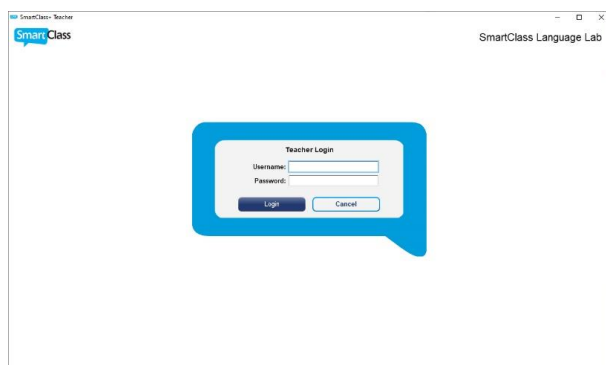 SmartClass+ Teacher
SmartClass
SmartClass Language Lab
Teacher Login
Username:
Password:
Login
Cancel